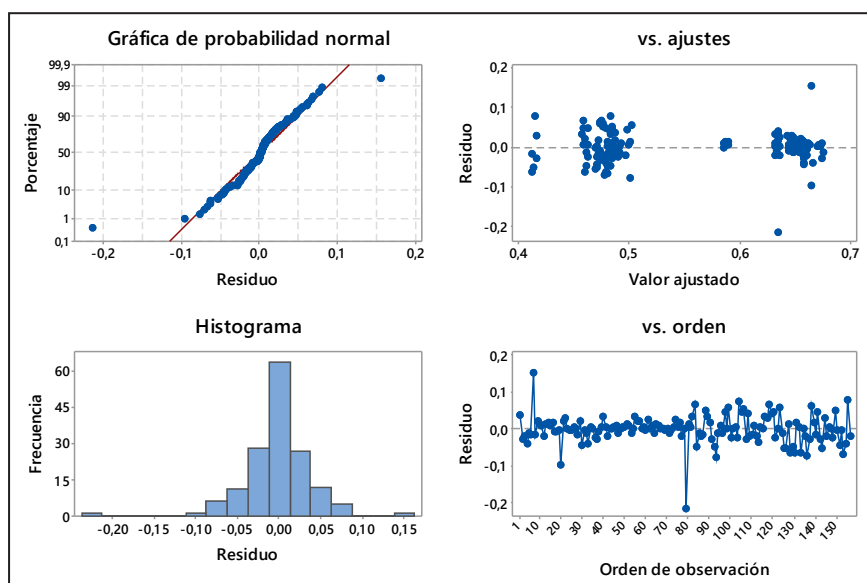 Gráfica de probabilidad normal
99,9
99
90
50
10
1
0,1
Porcentaje
-0,2 -0,1 0,0 0,1 0,2
Residuo
vs. ajustes
0,2
0,1
0,0
-0,1
-0,2
Residuo
0,4 0,5 0,6 0,7
Valor ajustado
Histograma
60
45
30
15
0
Frecuencia
-0,20 -0,15 -0,10 -0,05 0,00 0,05 0,10 0,15
Residuo
vs. orden
0,2
0,1
0,0
-0,1
-0,2
Residuo
1 10 20 30 40 50 60 70 80 90 100 110 120 130 140 150
Orden de observación